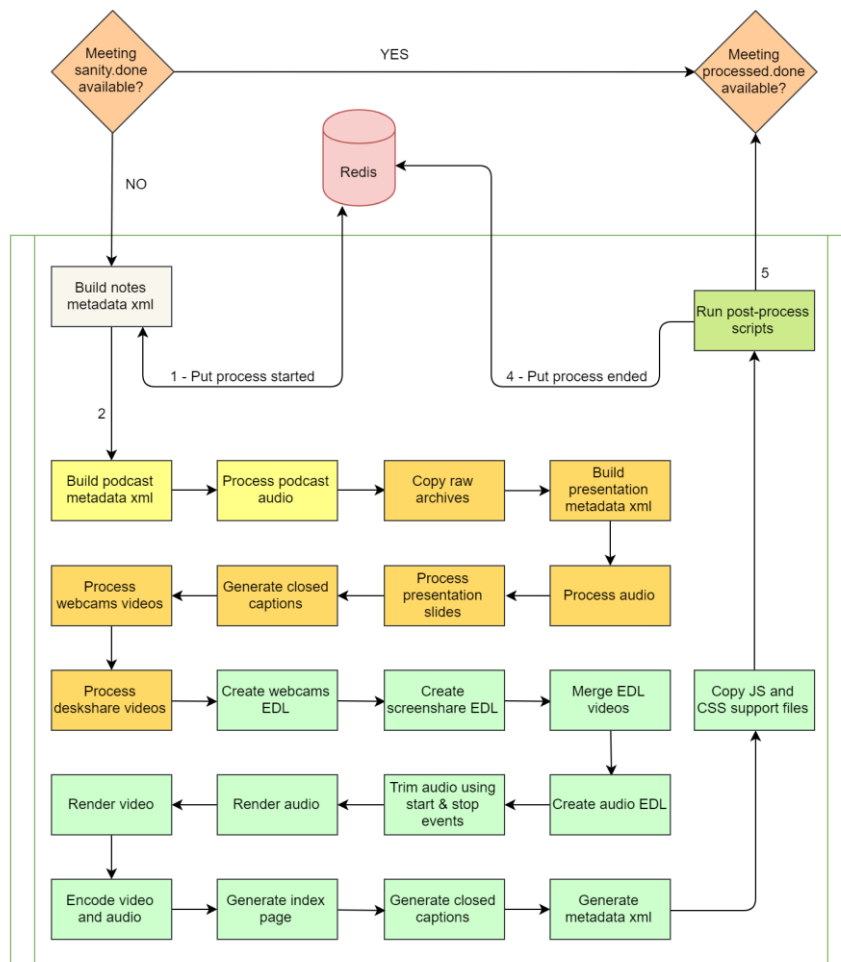 Meeting
sanity.done
available?
YES
Meeting
processed.done
available?
Redis
NO
Build notes
metadata xml
5
Run post-process
scripts
1 - Put process started
4 - Put process ended
2
Build podcast
metadata xml
Process podcast
audio
Copy raw
archives
Build
presentation
metadata xml
Process
webcams videos
Generate closed
captions
Process
presentation
slides
Process audio
Process
deskshare videos
Create webcams
EDL
Create
screenshare EDL
Merge EDL
videos
Copy JS and
CSS support files
Render video
Render audio
Trim audio using
start & stop
events
Create audio EDL
Encode video
and audio
Generate index
page
Generate closed
captions
Generate
metadata xml